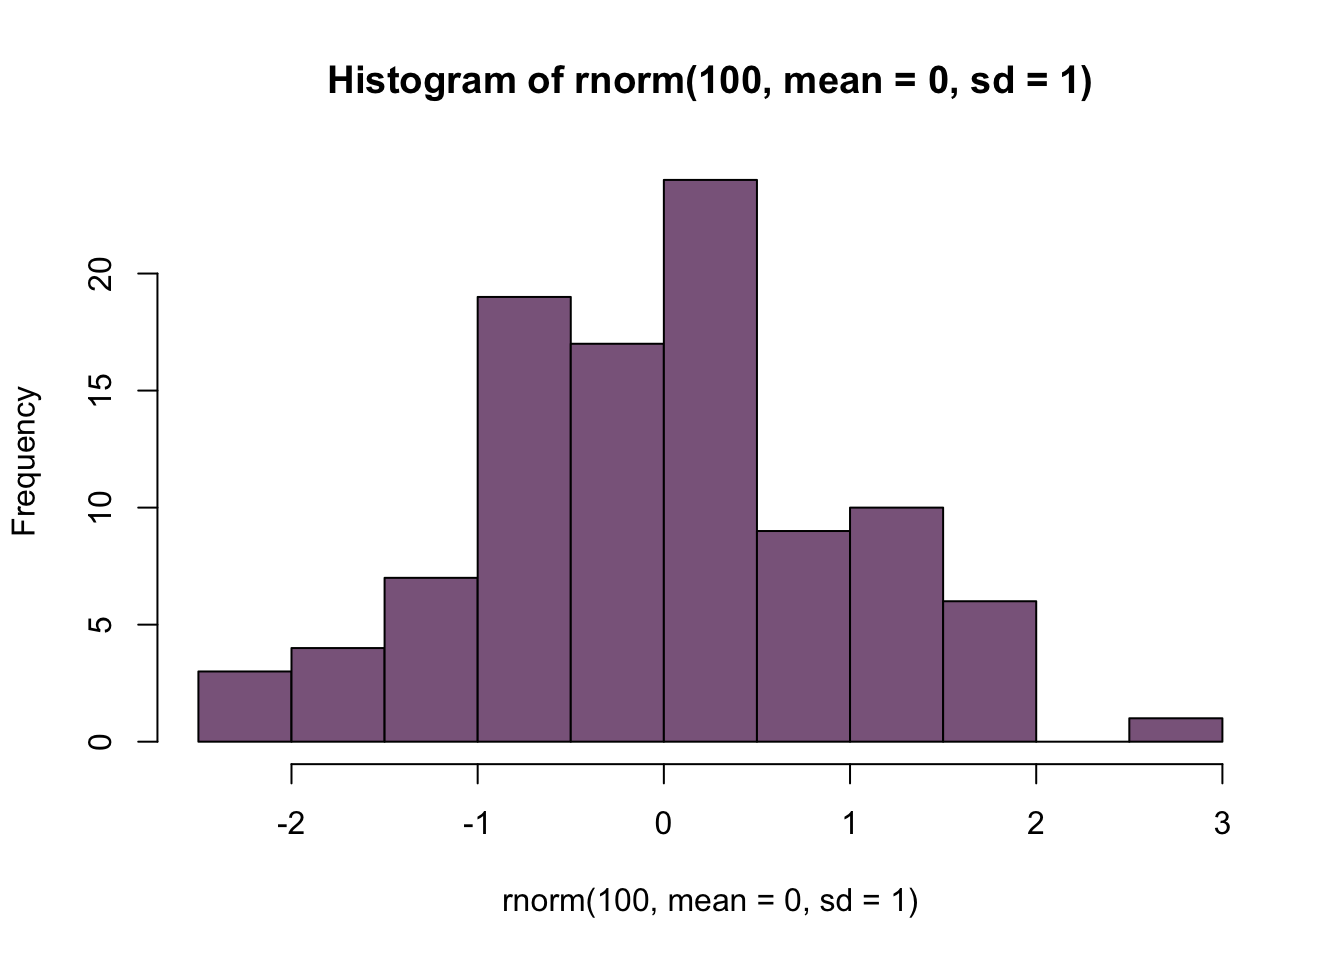 Histogram of rnorm(100, mean = 0, sd = 1)
Frequency
20
15
10
5
0
-2 -1 0 1 2 3
rnorm(100, mean = 0, sd = 1)